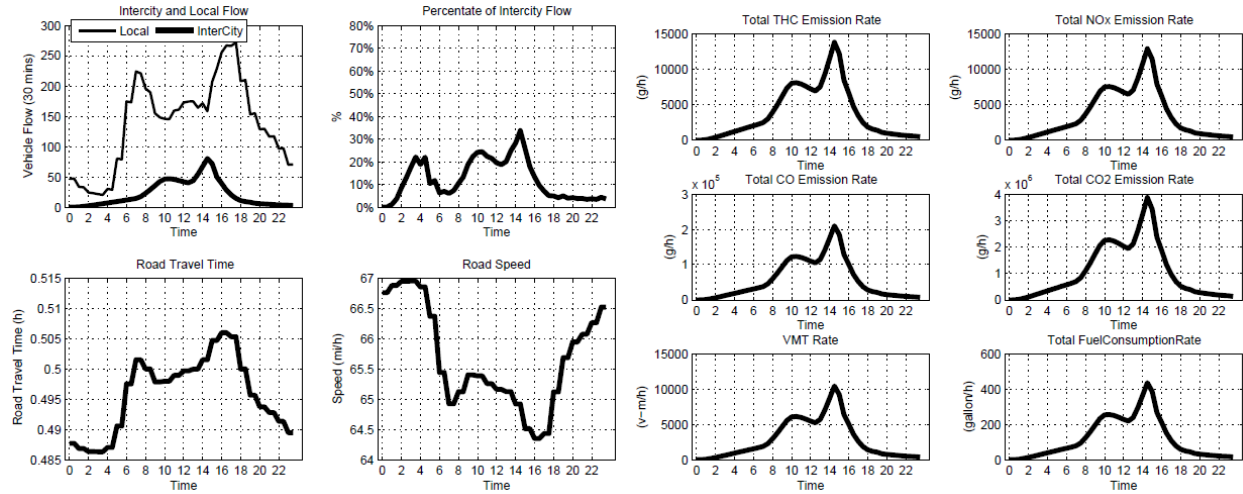 Intercity and Local Flow
Local
InterCity
300
250
200
150
100
50
0
Vehicle Flow (30 mins)
0 2 4 6 8 10 12 14 16 18 20 22
Time
Percentate of Intercity Flow
80%
70%
60%
50%
40%
30%
20%
10%
0%
%
0 2 4 6 8 10 12 14 16 18 20 22
Time
Road Travel Time
0.515
0.51
0.505
0.5
0.495
0.49
0.485
Road Travel Time (h)
0 2 4 6 8 10 12 14 16 18 20 22
Time
Road Speed
67
66.5
66
65.5
65
64.5
64
Speed (mi/h)
0 2 4 6 8 10 12 14 16 18 20 22
Time
Total THC Emission Rate
15000
10000
5000
0
(g/h)
0 2 4 6 8 10 12 14 16 18 20 22
Time
Total NOx Emission Rate
15000
10000
5000
0
(g/h)
0 2 4 6 8 10 12 14 16 18 20 22
Time
Total CO Emission Rate
x 10^5
3
2
1
0
(g/h)
0 2 4 6 8 10 12 14 16 18 20 22
Time
Total CO2 Emission Rate
x 10^6
4
3
2
1
0
(g/h)
0 2 4 6 8 10 12 14 16 18 20 22
Time
VMT Rate
15000
10000
5000
0
(v−m/h)
0 2 4 6 8 10 12 14 16 18 20 22
Time
Total FuelConsumptionRate
600
400
200
0
(gallon/h)
0 2 4 6 8 10 12 14 16 18 20 22
Time